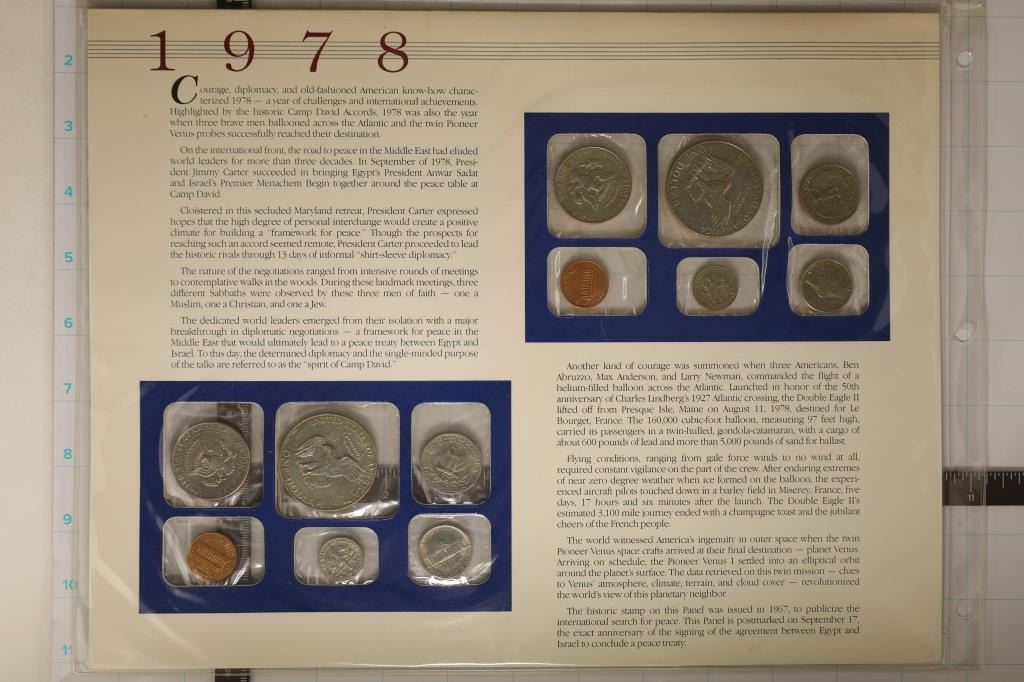 1 9 7 8
Courage, diplomacy, and old-fashioned American know-how charac-
terized 1978 — a year of challenges and international achievements.
Highlighted by the historic Camp David Accords, 1978 was also the year
when three brave men ballooned across the Atlantic and the twin Pioneer
Venus probes successfully reached their destination.
On the international front, the road to peace in the Middle East had eluded
world leaders for more than three decades. In September of 1978, Presi-
dent Jimmy Carter succeeded in bringing Egypt's President Anwar Sadat
and Israel's Premier Menachem Begin together around the peace table at
Camp David.
Cloistered in this secluded Maryland retreat, President Carter expressed
hopes that the high degree of personal interchange would create a positive
climate for building a "framework for peace." Though the prospects for
reaching such an accord seemed remote, President Carter proceeded to lead
the historic rivals through 13 days of informal "shirt-sleeve diplomacy."
The nature of the negotiations ranged from intensive rounds of meetings
to contemplative walks in the woods. During these landmark meetings, three
different Sabbaths were observed by these three men of faith — one a
Muslim, one a Christian, and one a Jew.
The dedicated world leaders emerged from their isolation with a major
breakthrough in diplomatic negotiations — a framework for peace in the
Middle East that would ultimately lead to a peace treaty between Egypt and
Israel. To this day, the determined diplomacy and the single-minded purpose
of the talks are referred to as the "spirit of Camp David."
Another kind of courage was summoned when three Americans, Ben
Abruzzo, Max Anderson, and Larry Newman, commanded the flight of a
helium-filled balloon across the Atlantic. Launched in honor of the 50th
anniversary of Charles Lindberg's 1927 Atlantic crossing, the Double Eagle II
lifted off from Presque Isle, Maine on August 11, 1978, destined for Le
Bourget, France. The 160,000 cubic-foot balloon, measuring 97 feet high,
carried its passengers in a twin-hulled, gondola-catamaran, with a cargo of
about 600 pounds of lead and more than 5,000 pounds of sand for ballast.
Flying conditions, ranging from gale force winds to no wind at all,
required constant vigilance on the part of the crew. After enduring extremes
of near zero degree weather when ice formed on the balloon, the experi-
enced aircraft pilots touched down in a barley field in Miserey, France, five
days, 17 hours and six minutes after the launch. The Double Eagle II's
estimated 3,100 mile journey ended with a champagne toast and the jubilant
cheers of the French people.
The world witnessed America's ingenuity in outer space when the twin
Pioneer Venus space crafts arrived at their final destination — planet Venus.
Arriving on schedule, the Pioneer Venus I settled into an elliptical orbit
around the planet's surface. The data retrieved on this twin mission — clues
to Venus' atmosphere, climate, terrain, and cloud cover — revolutionized
the world's view of this planetary neighbor.
The historic stamp on this Panel was issued in 1967, to publicize the
international search for peace. This Panel is postmarked on September 17,
the exact anniversary of the signing of the agreement between Egypt and
Israel to conclude a peace treaty.
2
3
4
5
6
7
8
9
10
11
11